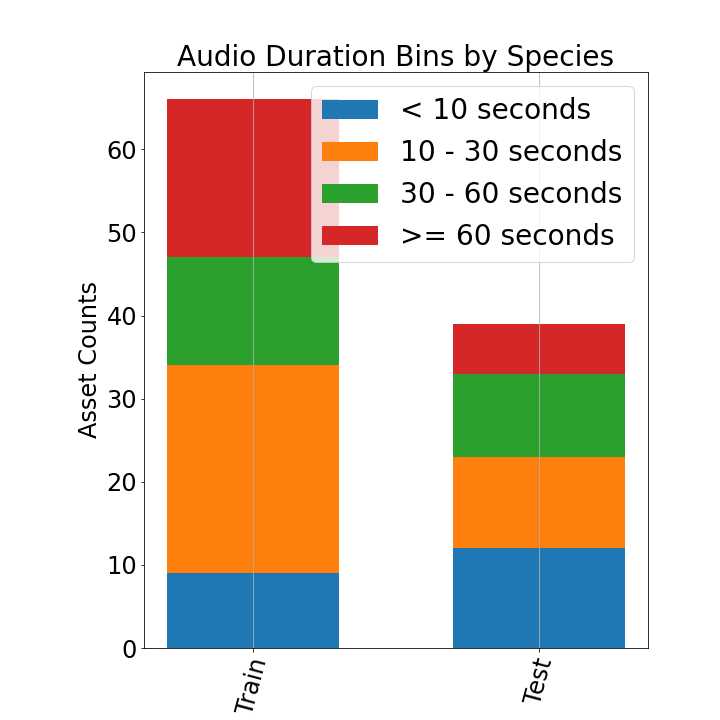 Audio Duration Bins by Species
< 10 seconds
10 - 30 seconds
30 - 60 seconds
>= 60 seconds
Asset Counts
60
50
40
30
20
10
0
Train
Test